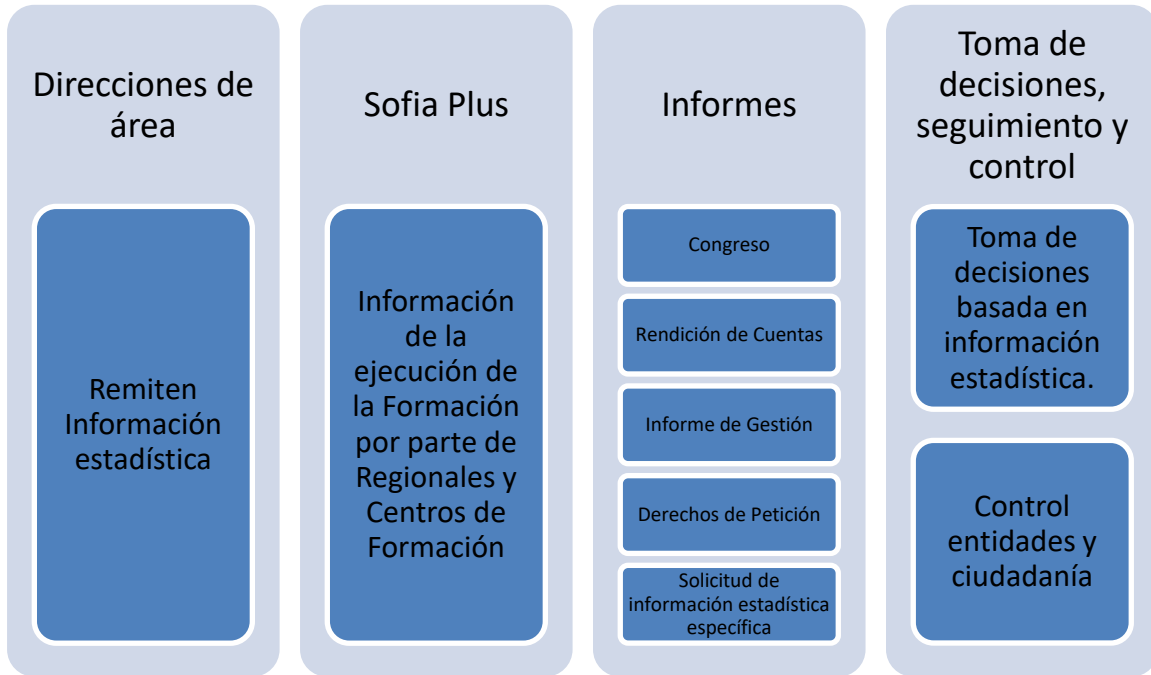 Direcciones de
área
Remiten
Información
estadística
Sofia Plus
Información
de la
ejecución de
la Formación
por parte de
Regionales y
Centros de
Formación
Informes
Congreso
Rendición de Cuentas
Informe de Gestión
Derechos de Petición
Solicitud de
información estadística
específica
Toma de
decisiones,
seguimiento y
control
Toma de
decisiones
basada en
información
estadística.
Control
entidades y
ciudadanía